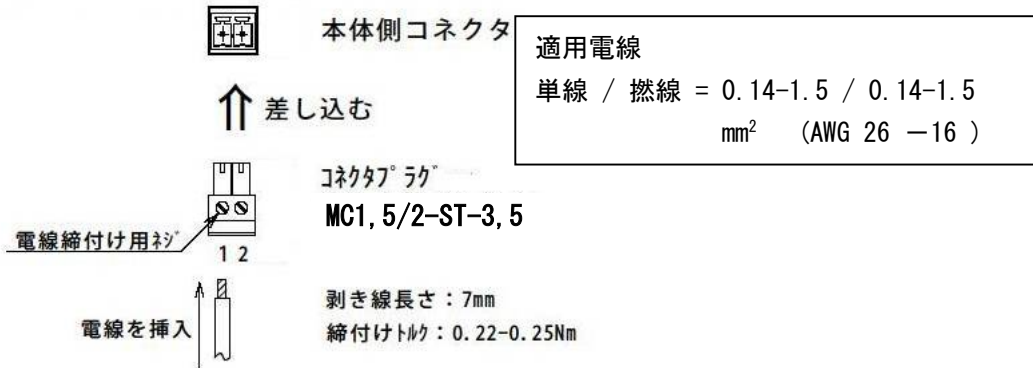 本体側コネクタ
適用電線
単線 / 撚線 = 0.14-1.5 / 0.14-1.5
mm² (AWG 26 －16 )
差し込む
ｺﾈｸﾀﾌﾟﾗｸﾞ
MC1,5/2-ST-3,5
電線締付け用ﾈｼﾞ
1 2
剥き線長さ：7mm
電線を挿入
締付けﾄﾙｸ：0.22-0.25Nm